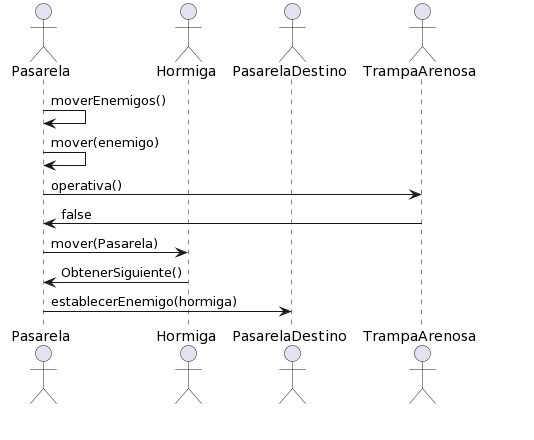 Pasarela Hormiga PasarelaDestino TrampaArenosa
moverEnemigos()
mover(enemigo)
operativa()
false
mover(Pasarela)
ObtenerSiguiente()
establecerEnemigo(hormiga)
Pasarela Hormiga PasarelaDestino TrampaArenosa